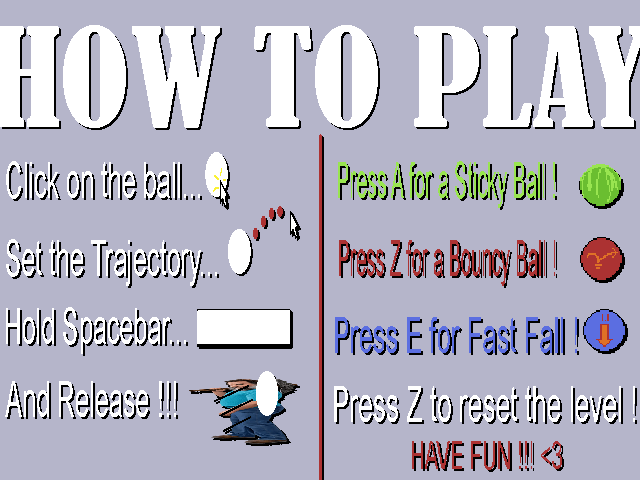 HOW TO PLAY
Click on the ball...
Set the Trajectory...
Hold Spacebar...
And Release !!!
Press A for a Sticky Ball !
Press Z for a Bouncy Ball !
Press E for Fast Fall !
Press Z to reset the level !
HAVE FUN !!! <3